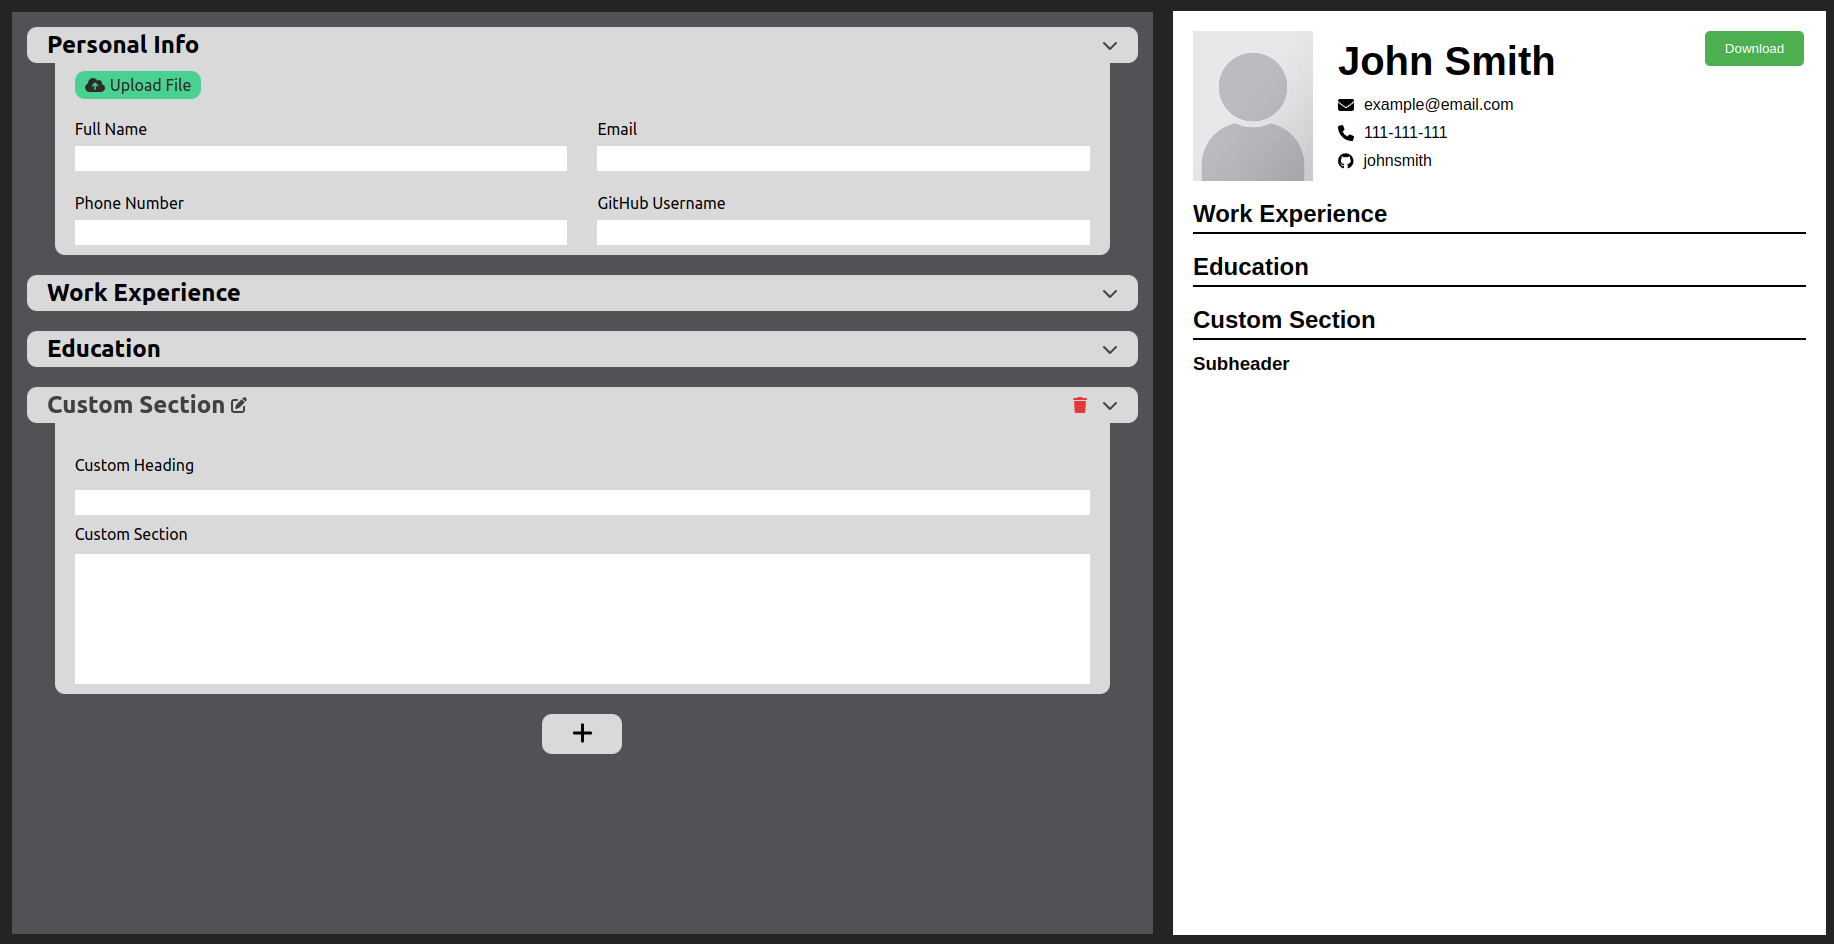 Personal Info
Upload File
Full Name
Email
Phone Number
GitHub Username
Work Experience
Education
Custom Section
Custom Heading
Custom Section
John Smith
Download
example@email.com
111-111-111
johnsmith
Work Experience
Education
Custom Section
Subheader